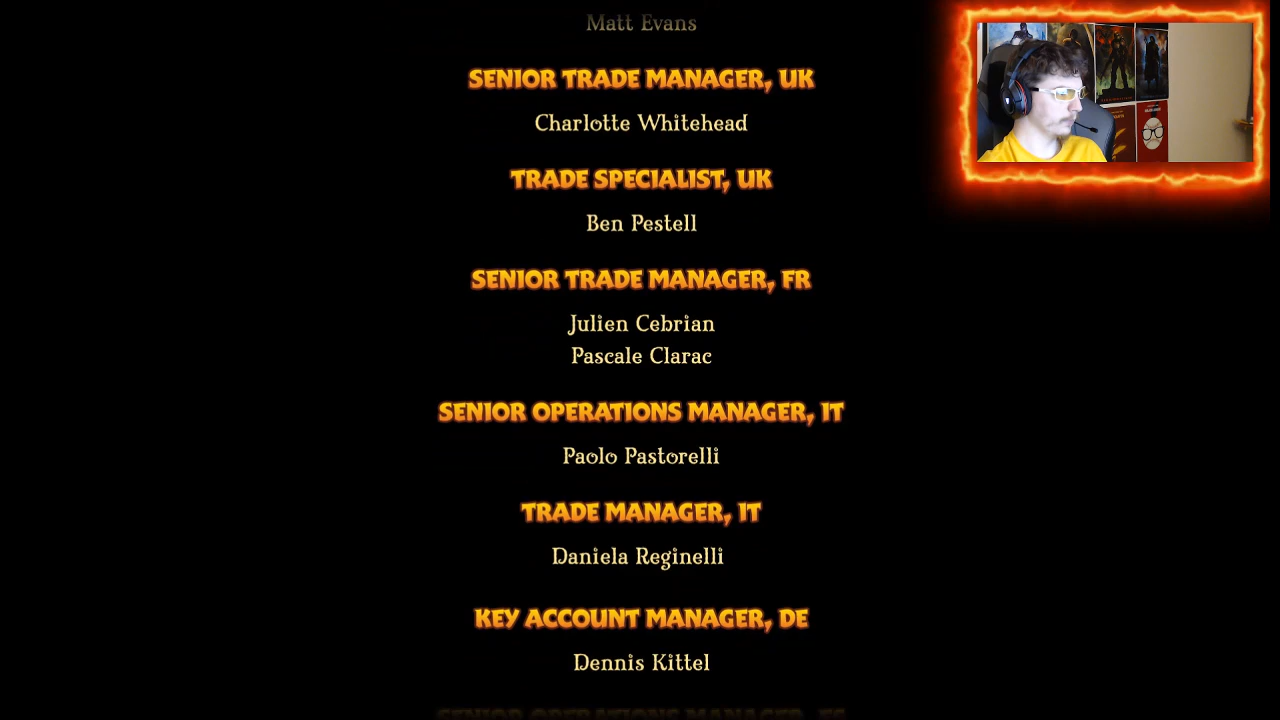 Matt Evans
SENIOR TRADE MANAGER, UK
Charlotte Whitehead
TRADE SPECIALIST, UK
Ben Pestell
SENIOR TRADE MANAGER, FR
Julien Cebrian
Pascale Clarac
SENIOR OPERATIONS MANAGER, IT
Paolo Pastorelli
TRADE MANAGER, IT
Daniela Reginelli
KEY ACCOUNT MANAGER, DE
Dennis Kittel